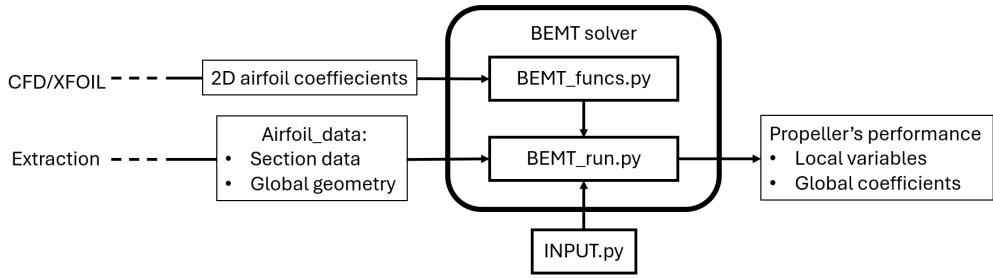 BEMT solver
CFD/XFOIL
2D airfoil coeffiecients
BEMT_funcs.py
Extraction
Airfoil_data:
• Section data
• Global geometry
BEMT_run.py
Propeller’s performance
• Local variables
• Global coefficients
INPUT.py